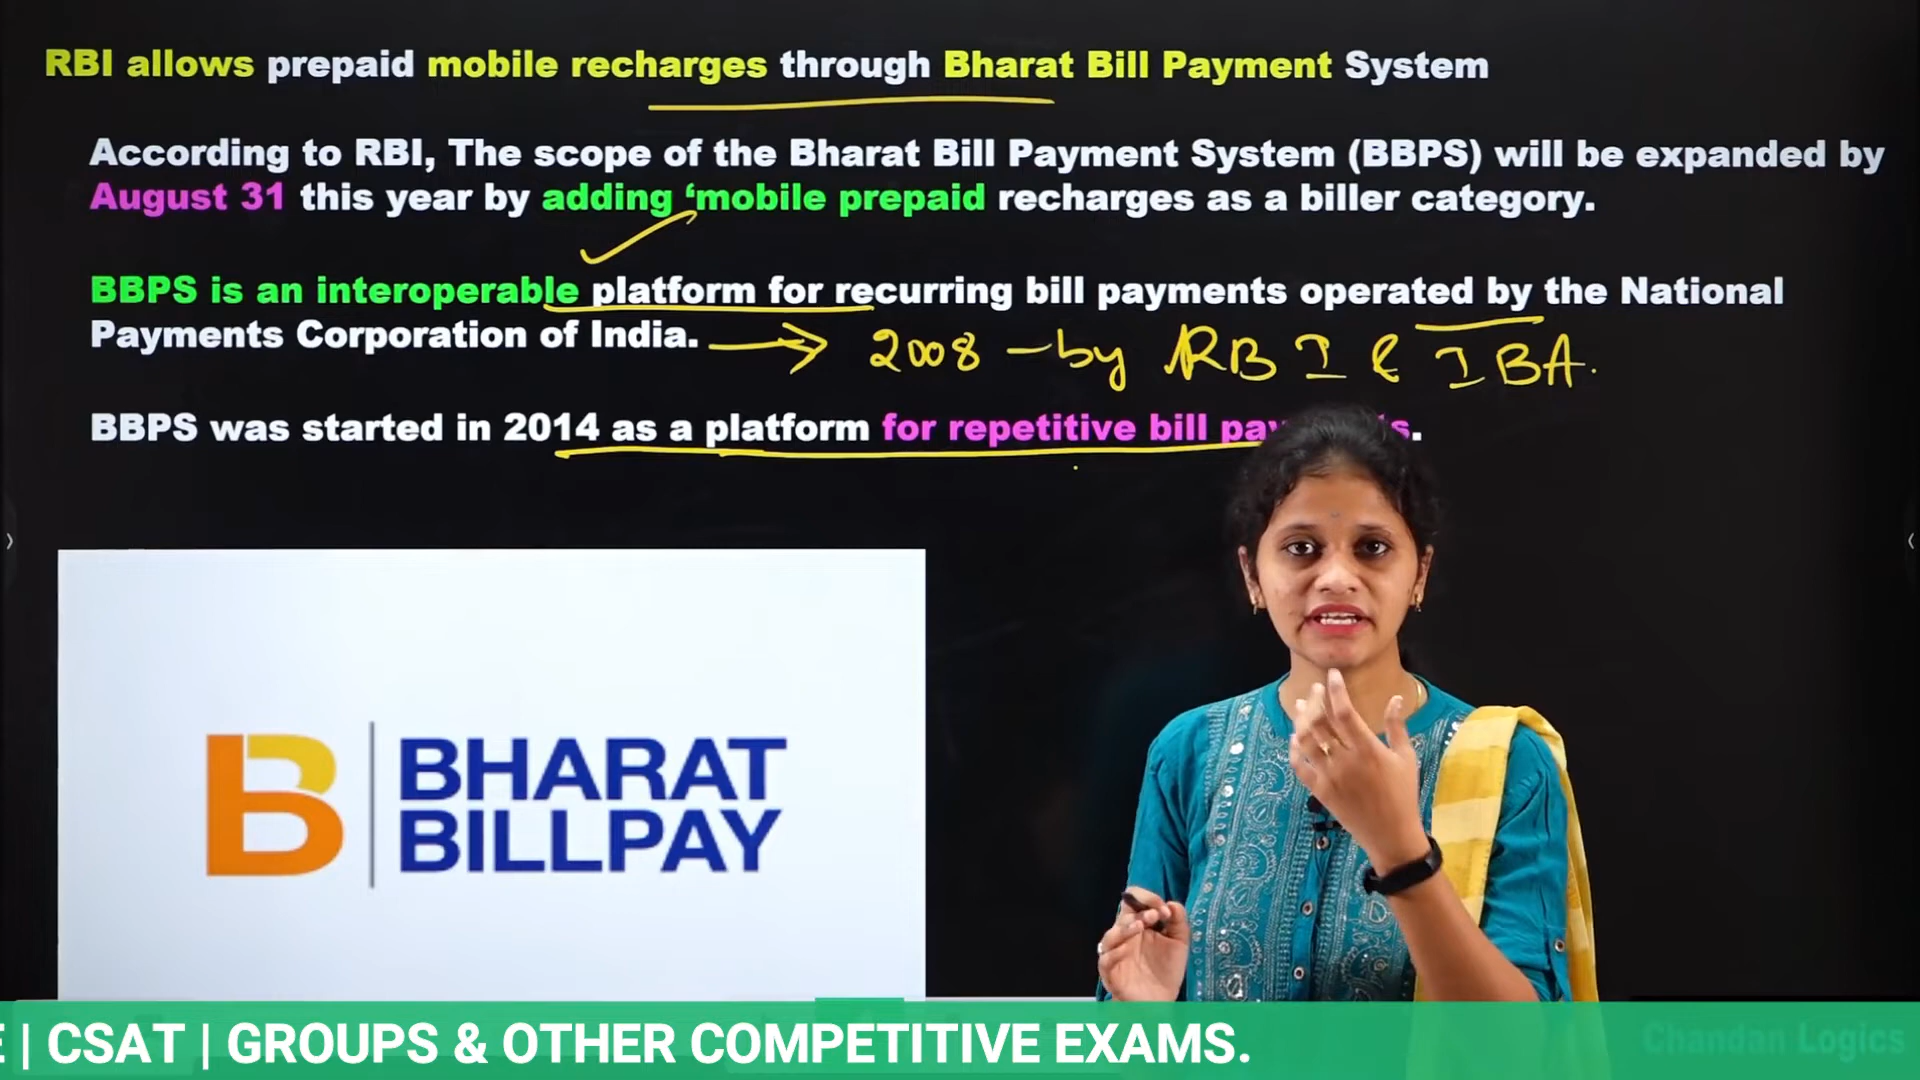 RBI allows prepaid mobile recharges through Bharat Bill Payment System
According to RBI, The scope of the Bharat Bill Payment System (BBPS) will be expanded by
August 31 this year by adding ‘mobile prepaid recharges as a biller category.
BBPS is an interoperable platform for recurring bill payments operated by the National
Payments Corporation of India.
2008 - by RBI & IBA.
BBPS was started in 2014 as a platform for repetitive bill
B
BHARAT
BILLPAY
| CSAT | GROUPS & OTHER COMPETITIVE EXAMS.
Chandan Logics